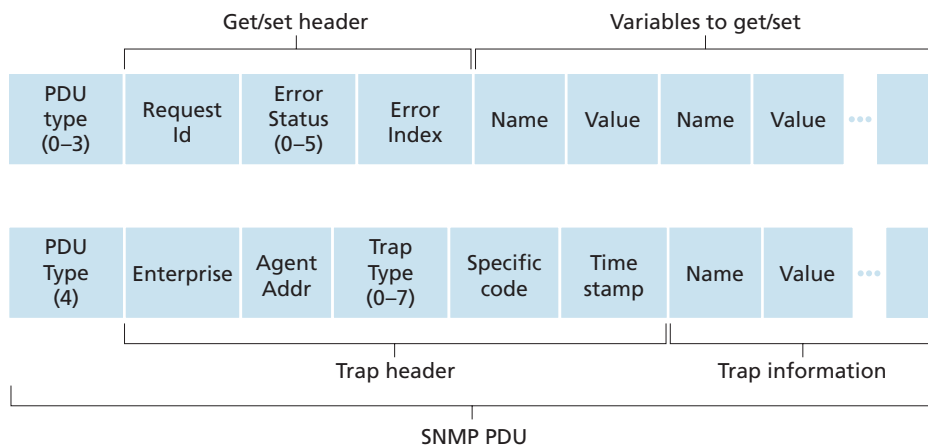 Get/set header
Variables to get/set
PDU
type
(0–3)
Request
Id
Error
Status
(0–5)
Error
Index
Name
Value
Name
Value
PDU
Type
(4)
Enterprise
Agent
Addr
Trap
Type
(0–7)
Specific
code
Time
stamp
Name
Value
Trap header
Trap information
SNMP PDU